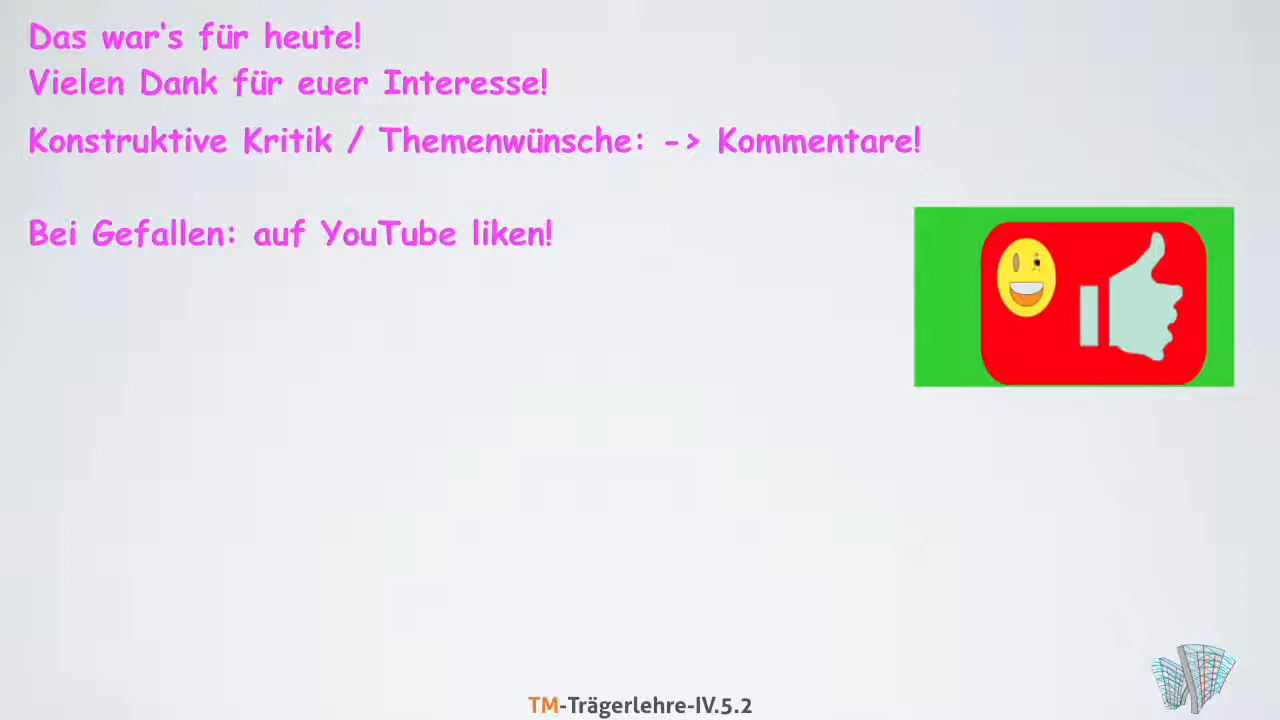 Das war's für heute!
Vielen Dank für euer Interesse!
Konstruktive Kritik / Themenwünsche: -> Kommentare!
Bei Gefallen: auf YouTube liken!
TM-Trägerlehre-IV.5.2